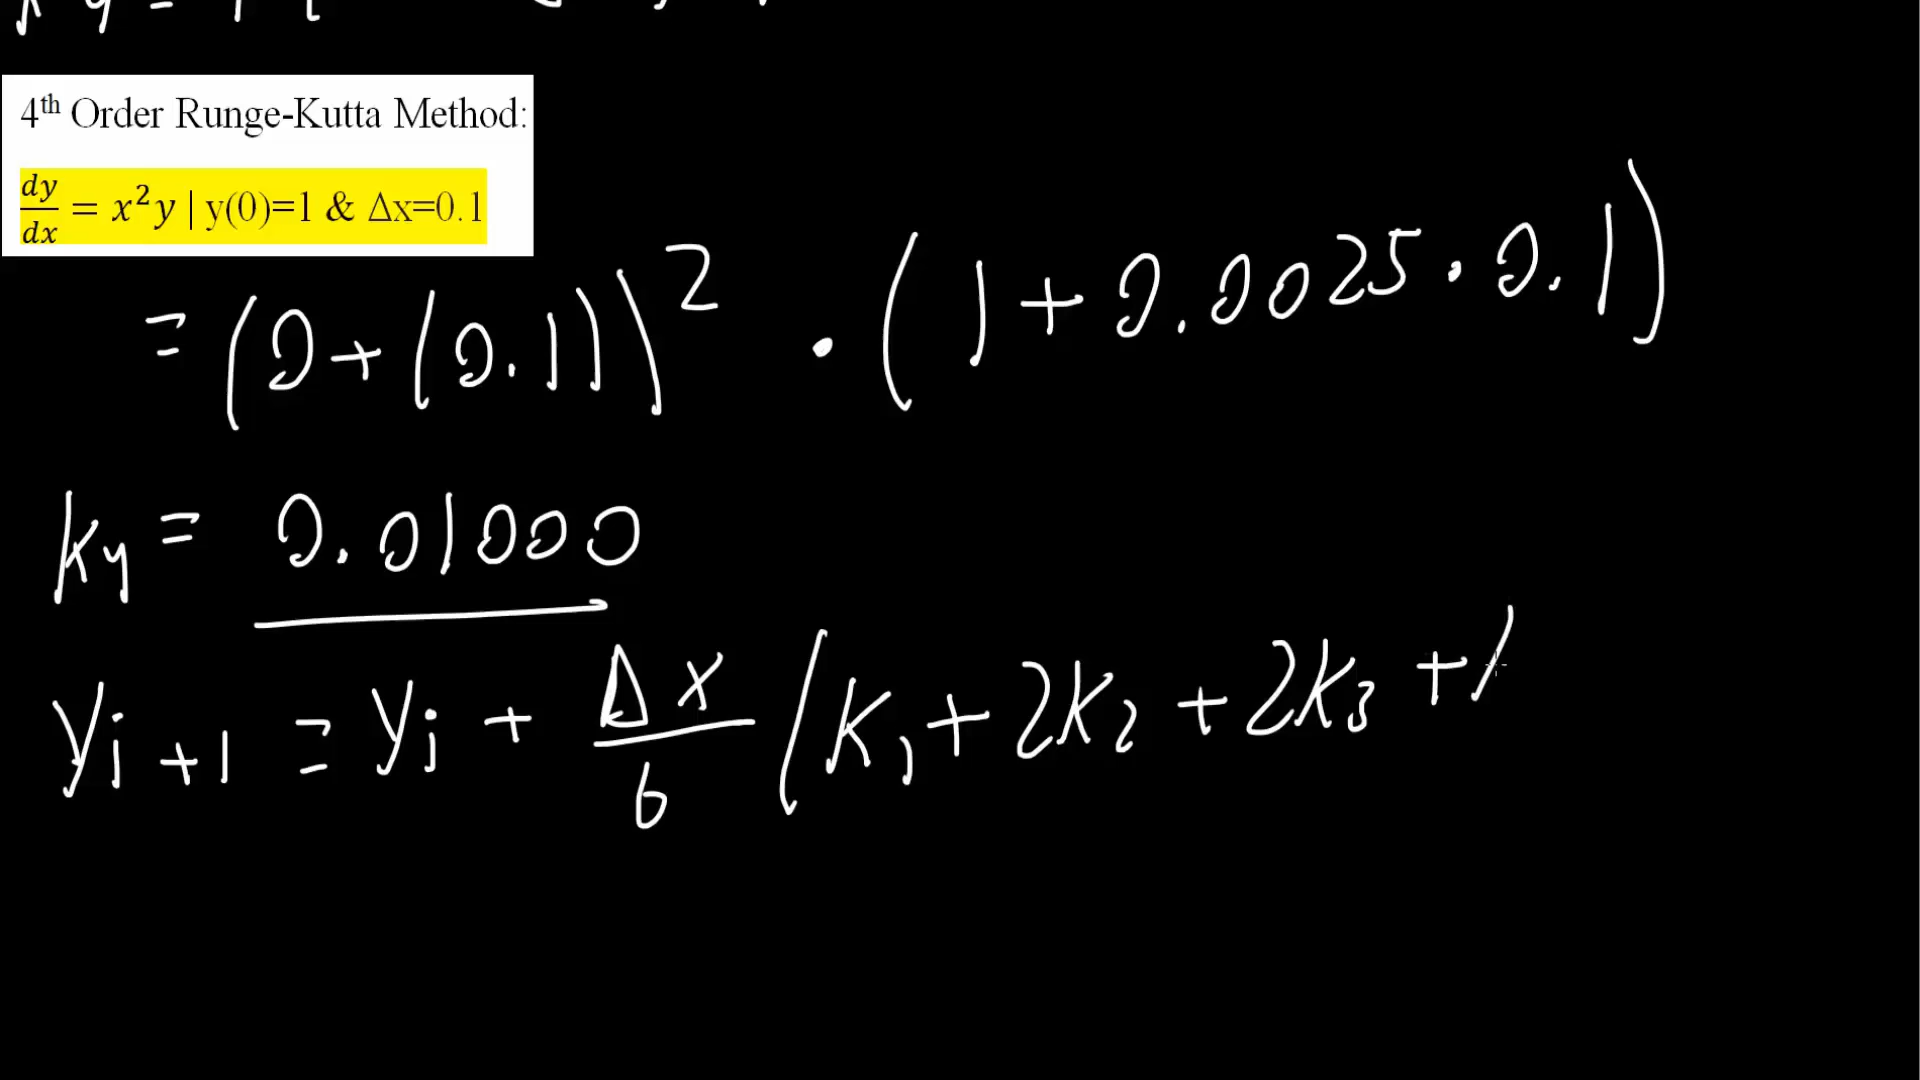 4th Order Runge-Kutta Method:
dy/dx = x²y | y(0)=1 & Δx=0.1
= (0+(0.1))² · (1+0.0025·0.1)
k4 = 0.01000
yi+1 = yi + Δx/6 (K1+2K2+2K3+